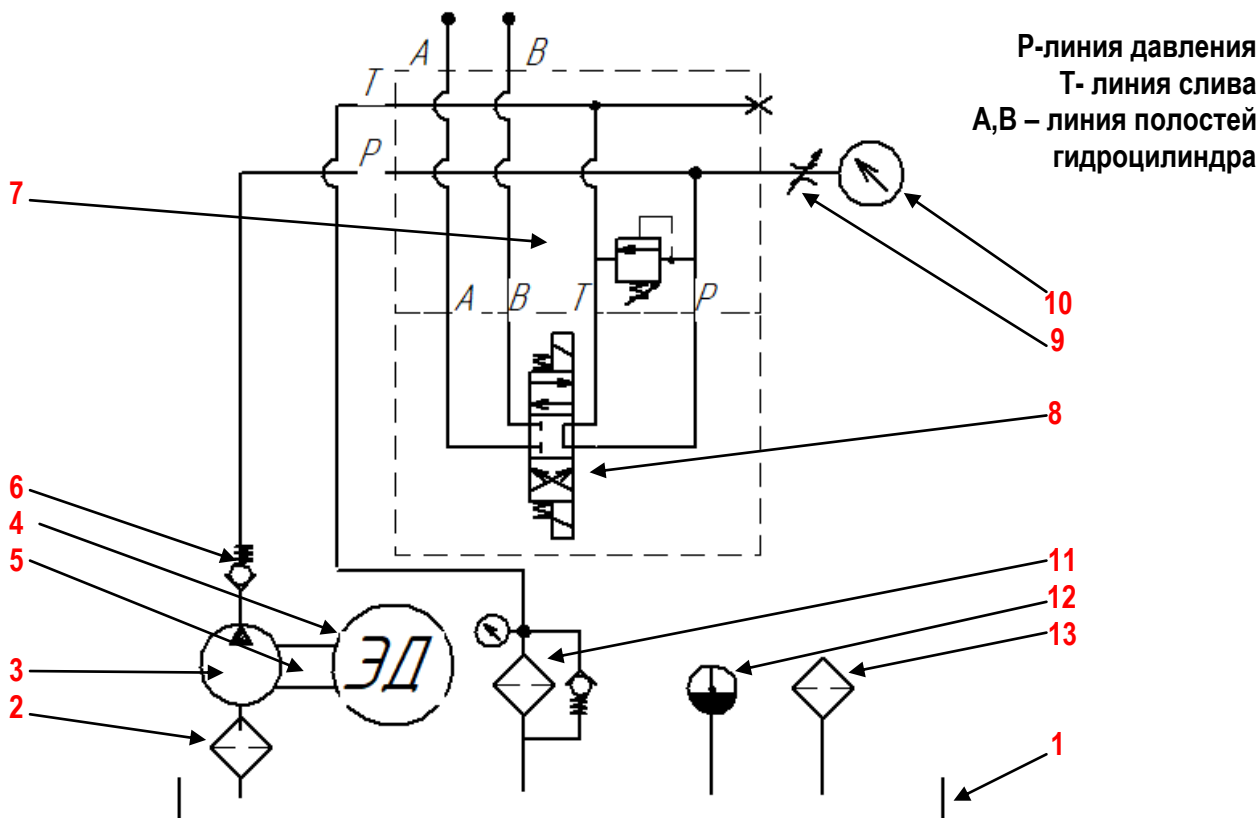 P-линия давления
T- линия слива
A,B – линия полостей
гидроцилиндра
A
B
T
P
7
10
9
A
B
T
P
8
6
4
5
11
12
13
3
ЭД
2
1